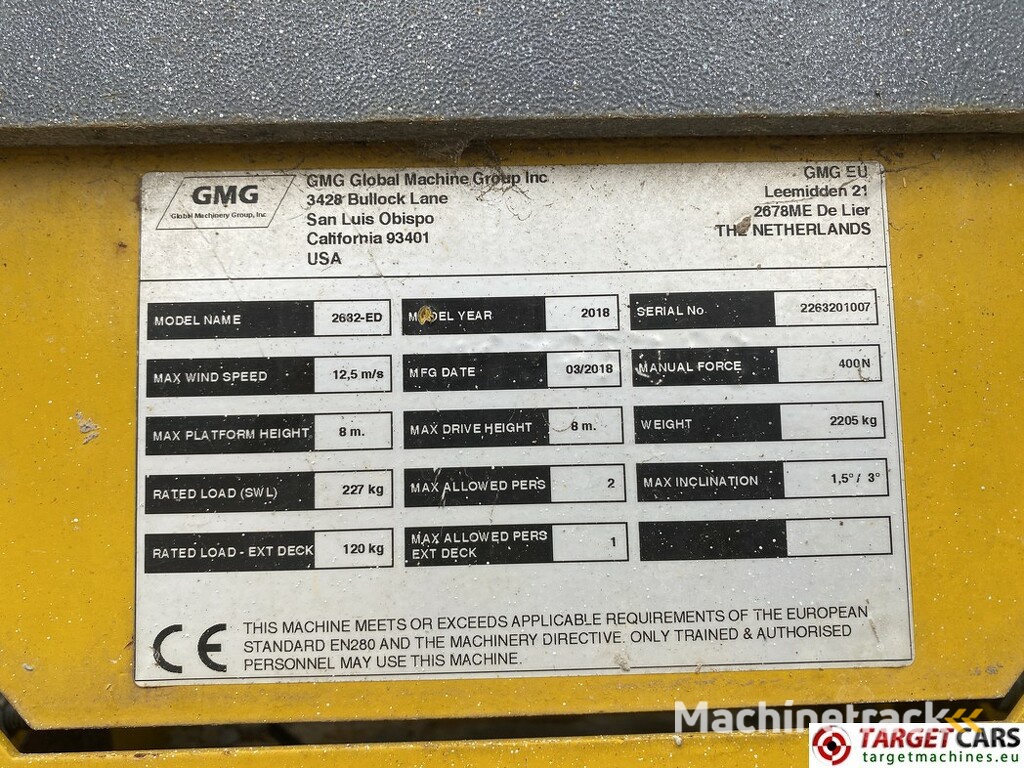 GMG
Global Machinery Group, Inc
GMG Global Machine Group Inc
3428 Bullock Lane
San Luis Obispo
California 93401
USA
GMG EU
Leemidden 21
2678ME De Lier
THE NETHERLANDS
MODEL NAME 2632-ED MODEL YEAR 2018 SERIAL No 2263201007
MAX WIND SPEED 12,5 m/s MFG DATE 03/2018 MANUAL FORCE 400N
MAX PLATFORM HEIGHT 8 m. MAX DRIVE HEIGHT 8 m. WEIGHT 2205 kg
RATED LOAD (SWL) 227 kg MAX ALLOWED PERS 2 MAX INCLINATION 1,5° / 3°
RATED LOAD - EXT DECK 120 kg MAX ALLOWED PERS
EXT DECK 1
CE
THIS MACHINE MEETS OR EXCEEDS APPLICABLE REQUIREMENTS OF THE EUROPEAN
STANDARD EN280 AND THE MACHINERY DIRECTIVE. ONLY TRAINED & AUTHORISED
PERSONNEL MAY USE THIS MACHINE.
Machinetrack
TARGETCARS
targetmachines.eu